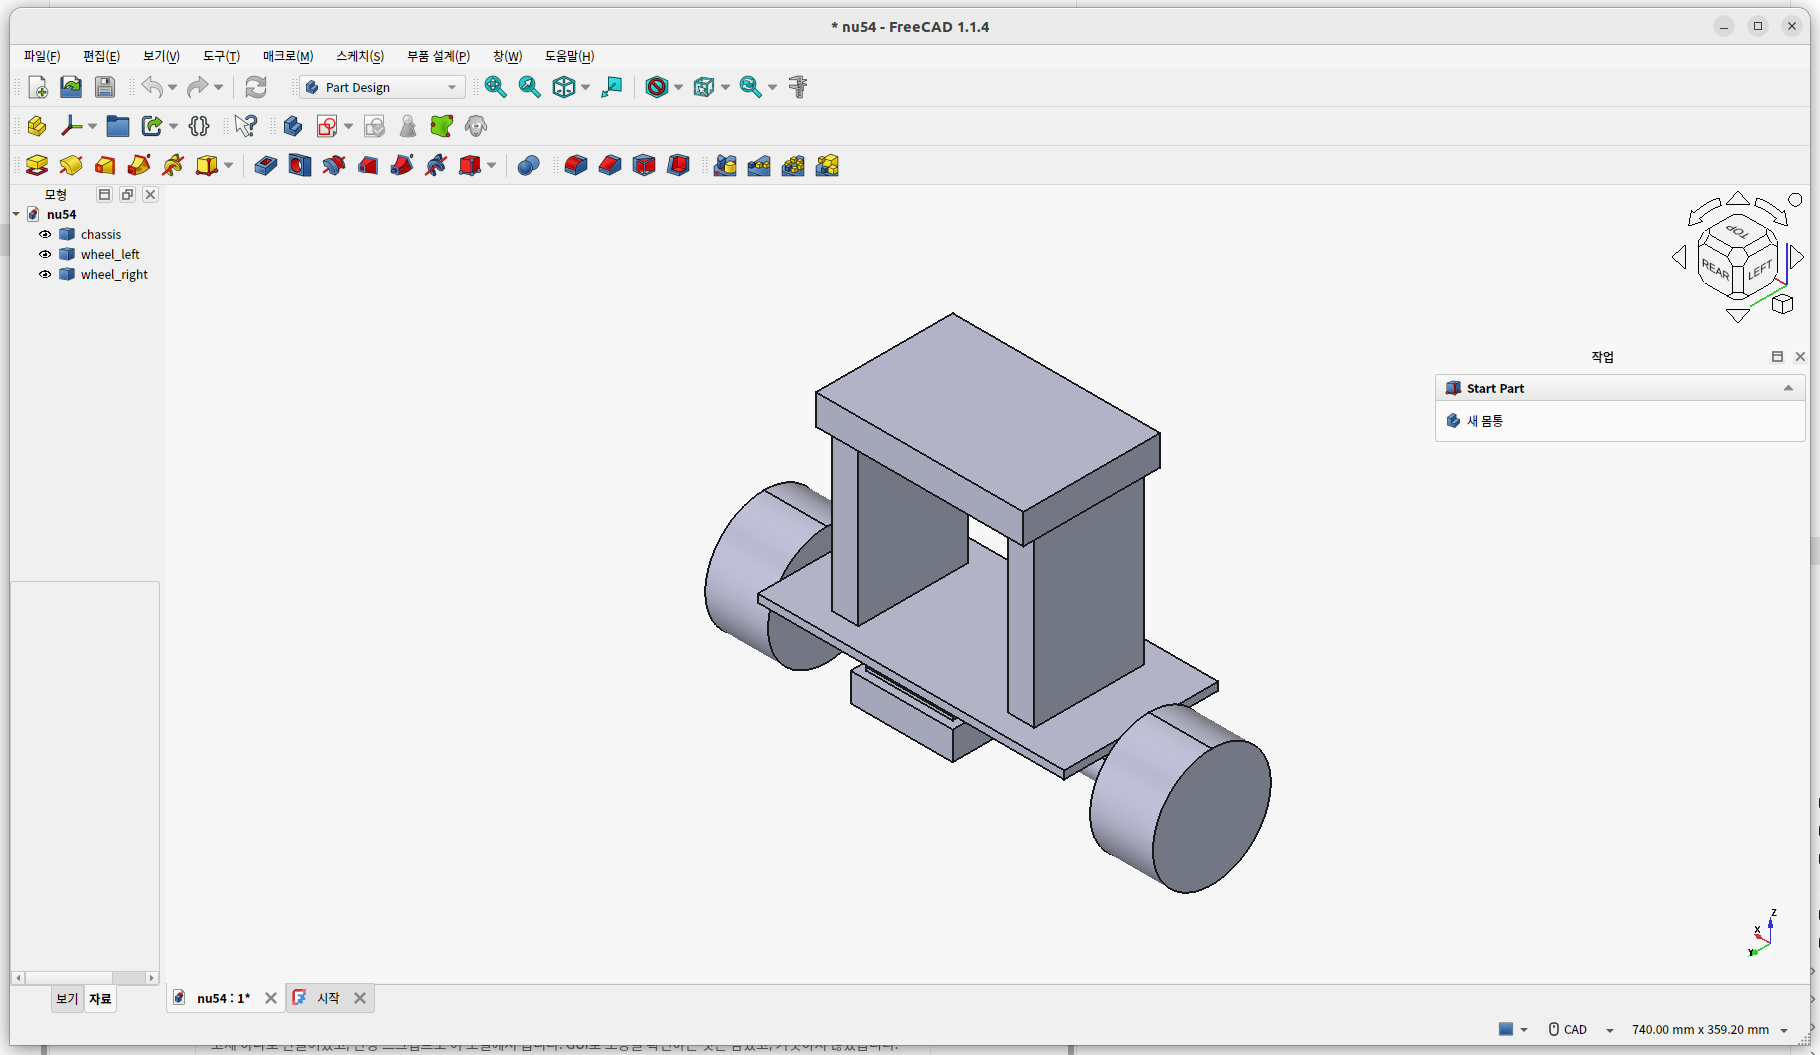 * nu54 - FreeCAD 1.1.4
파일(F) 편집(E) 보기(V) 도구(T) 매크로(M) 스케치(S) 부품 설계(P) 창(W) 도움말(H)
Part Design
모형
nu54
chassis
wheel_left
wheel_right
TOP
REAR
LEFT
작업
Start Part
새 몸통
Z
X
Y
보기 자료
nu54 : 1*
시작
CAD
740.00 mm x 359.20 mm